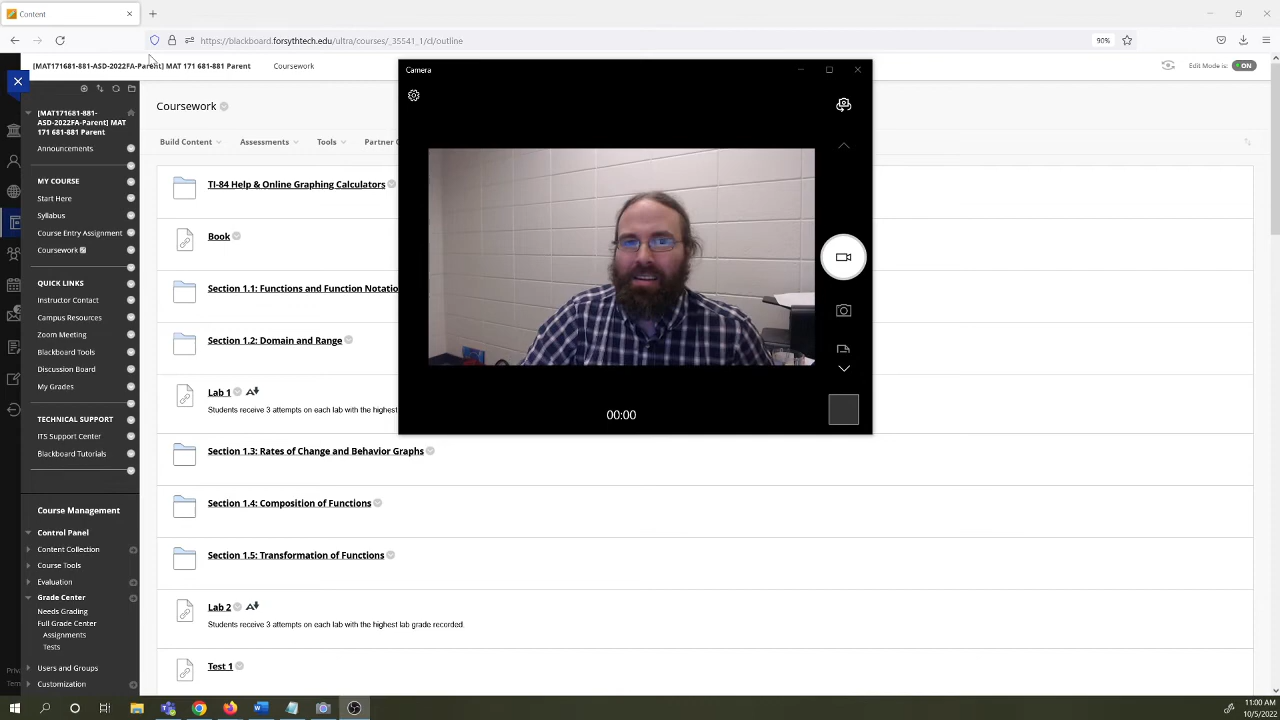 Content
https://blackboard.forsythtech.edu/ultra/courses/_35541_1/cl/outline
90%
[MAT171681-881-ASD-2022FA-Parent] MAT 171 681-881 Parent
Coursework
Edit Mode is:
ON
[MAT171681-881-
ASD-2022FA-Parent] MAT
171 681-881 Parent
Announcements
MY COURSE
Start Here
Syllabus
Course Entry Assignment
Coursework
QUICK LINKS
Instructor Contact
Campus Resources
Zoom Meeting
Blackboard Tools
Discussion Board
My Grades
TECHNICAL SUPPORT
ITS Support Center
Blackboard Tutorials
Course Management
Control Panel
Content Collection
Course Tools
Evaluation
Grade Center
Needs Grading
Full Grade Center
Assignments
Tests
Users and Groups
Customization
Coursework
Build Content
Assessments
Tools
Partner
TI-84 Help & Online Graphing Calculators
Book
Section 1.1: Functions and Function Notatio
Section 1.2: Domain and Range
Lab 1
Students receive 3 attempts on each lab with the highest
Section 1.3: Rates of Change and Behavior Graphs
Section 1.4: Composition of Functions
Section 1.5: Transformation of Functions
Lab 2
Students receive 3 attempts on each lab with the highest lab grade recorded.
Test 1
Camera
00:00
11:00 AM
10/5/2022